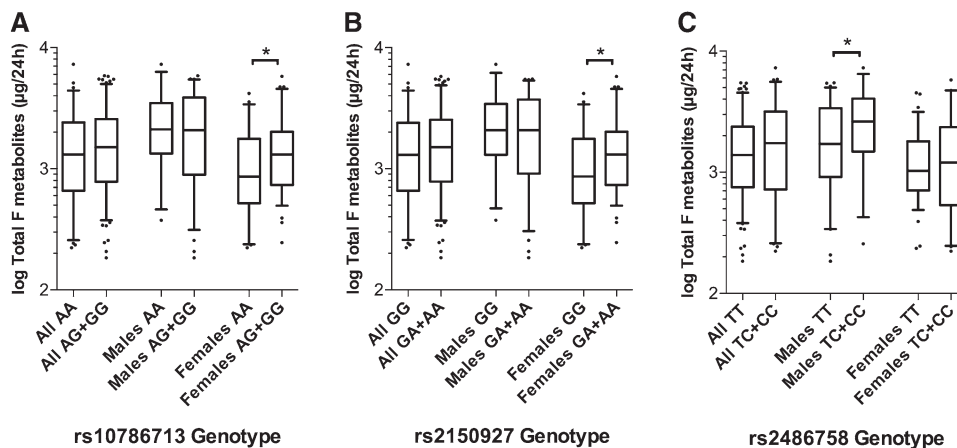 A
log Total F metabolites (µg/24h)
4
3
2
*
All AA
All AG+GG
Males AA
Males AG+GG
Females AA
Females AG+GG
rs10786713 Genotype
B
log Total F metabolites (µg/24h)
4
3
2
*
All GG
All GA+AA
Males GG
Males GA+AA
Females GG
Females GA+AA
rs2150927 Genotype
C
log Total F metabolites (µg/24h)
4
3
2
*
All TT
All TC+CC
Males TT
Males TC+CC
Females TT
Females TC+CC
rs2486758 Genotype